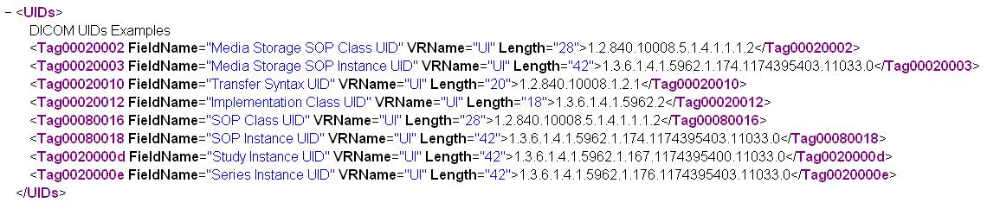 − <UIDs>
DICOM UIDs Examples
<Tag00020002 FieldName="Media Storage SOP Class UID" VRName="UI" Length="28">1.2.840.10008.5.1.4.1.1.1.2</Tag00020002>
<Tag00020003 FieldName="Media Storage SOP Instance UID" VRName="UI" Length="42">1.3.6.1.4.1.5962.1.174.1174395403.11033.0</Tag00020003>
<Tag00020010 FieldName="Transfer Syntax UID" VRName="UI" Length="20">1.2.840.10008.1.2.1</Tag00020010>
<Tag00020012 FieldName="Implementation Class UID" VRName="UI" Length="18">1.3.6.1.4.1.5962.2</Tag00020012>
<Tag00080016 FieldName="SOP Class UID" VRName="UI" Length="28">1.2.840.10008.5.1.4.1.1.1.2</Tag00080016>
<Tag00080018 FieldName="SOP Instance UID" VRName="UI" Length="42">1.3.6.1.4.1.5962.1.174.1174395403.11033.0</Tag00080018>
<Tag0020000d FieldName="Study Instance UID" VRName="UI" Length="42">1.3.6.1.4.1.5962.1.167.1174395400.11033.0</Tag0020000d>
<Tag0020000e FieldName="Series Instance UID" VRName="UI" Length="42">1.3.6.1.4.1.5962.1.176.1174395403.11033.0</Tag0020000e>
</UIDs>